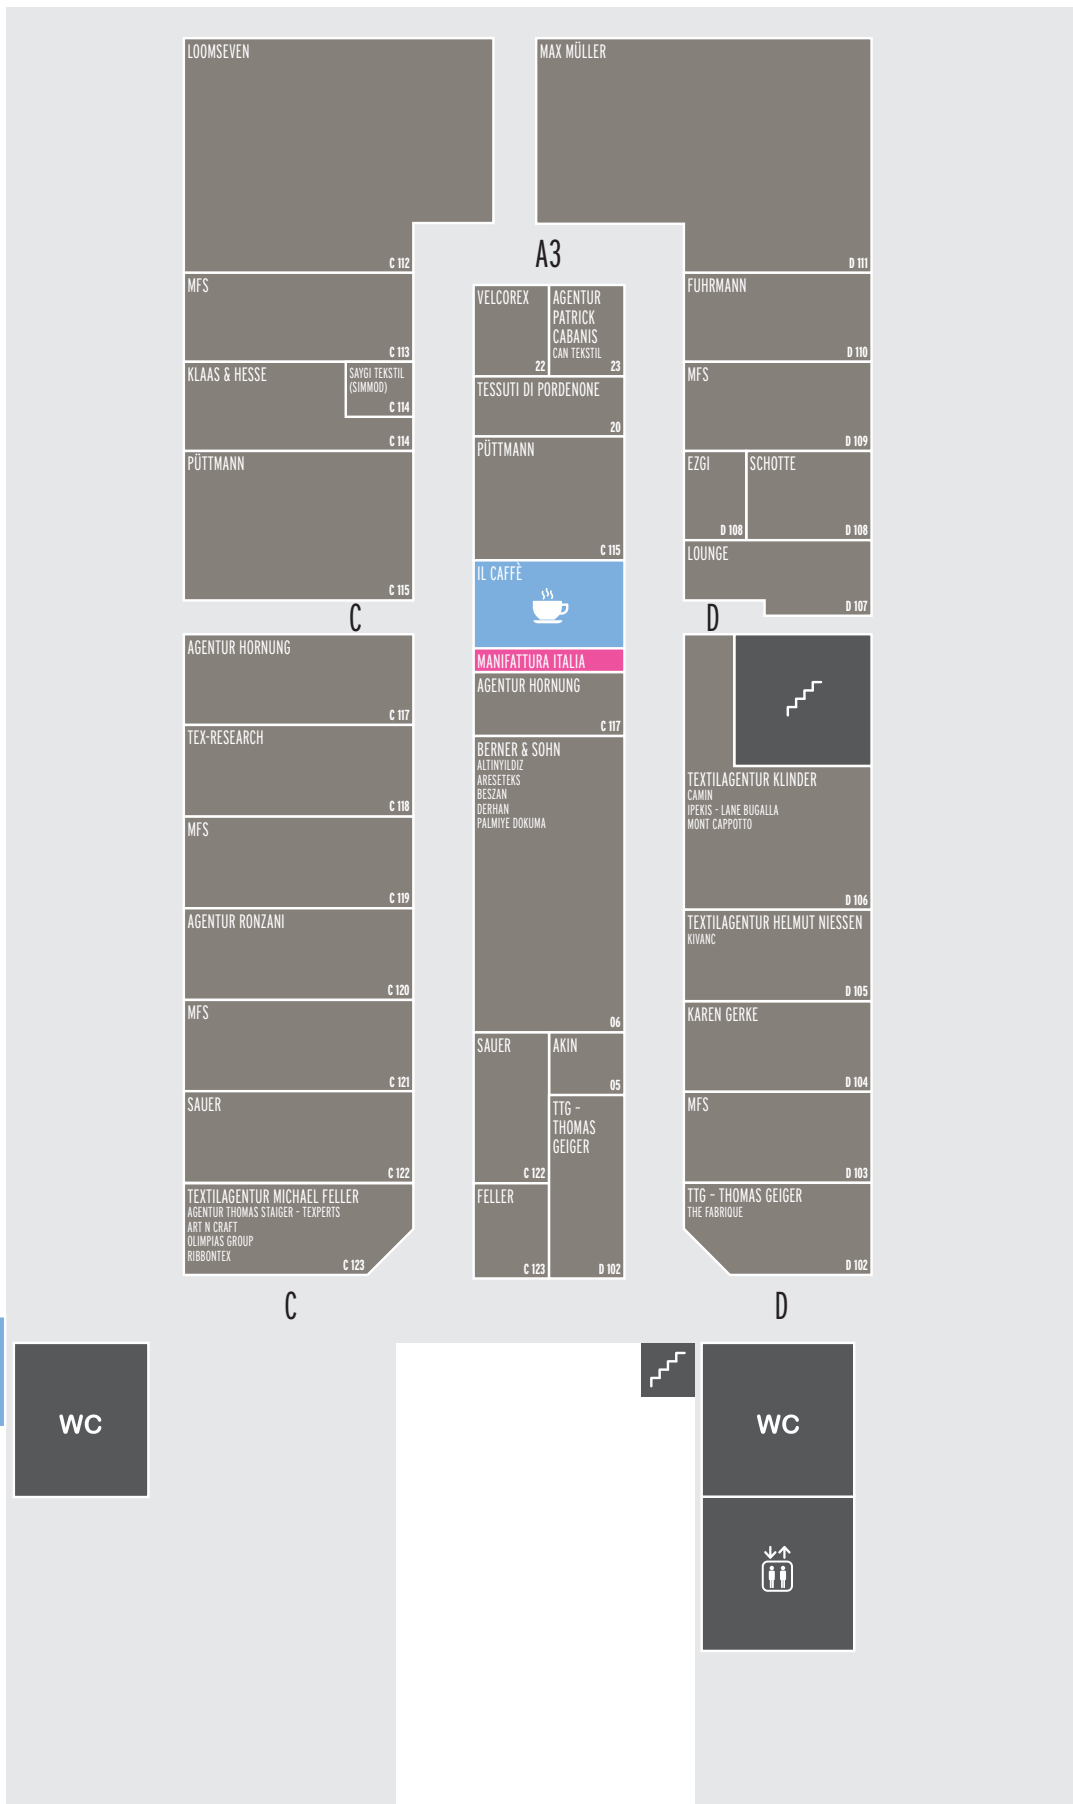 LOOMSEVEN
C 112
MFS
C 113
KLAAS & HESSE
SAYGI TEKSTIL
(SIMMOD)
C 114
C 114
PÜTTMANN
C 115
C
AGENTUR HORNUNG
C 117
TEX-RESEARCH
C 118
MFS
C 119
AGENTUR RONZANI
C 120
MFS
C 121
SAUER
C 122
TEXTILAGENTUR MICHAEL FELLER
AGENTUR THOMAS STAIGER - TEXPERTS
ART N CRAFT
OLIMPIAS GROUP
RIBBONTEX
C 123
C
A3
VELCOREX
22
AGENTUR
PATRICK
CABANIS
CAN TEKSTIL
23
TESSUTI DI PORDENONE
20
PÜTTMANN
C 115
IL CAFFÈ
MANIFATTURA ITALIA
AGENTUR HORNUNG
C 117
BERNER & SOHN
ALTINYILDIZ
ARESETEKS
BESZAN
DERHAN
PALMIYE DOKUMA
06
SAUER
C 122
AKIN
05
TTG –
THOMAS
GEIGER
D 102
FELLER
C 123
MAX MÜLLER
D 111
FUHRMANN
D 110
MFS
D 109
EZGI
D 108
SCHOTTE
D 108
LOUNGE
D 107
D
TEXTILAGENTUR KLINDER
CAMIN
IPEKIS - LANE BUGALLA
MONT CAPPOTTO
D 106
TEXTILAGENTUR HELMUT NIESSEN
KIVANC
D 105
KAREN GERKE
D 104
MFS
D 103
TTG – THOMAS GEIGER
THE FABRIQUE
D 102
D
WC
WC